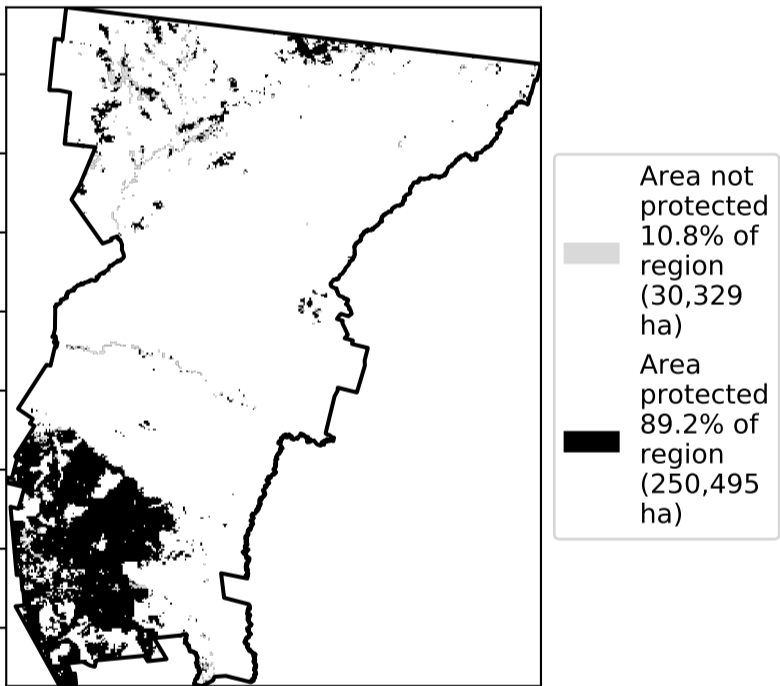 Area not
protected
10.8% of
region
(30,329
ha)
Area
protected
89.2% of
region
(250,495
ha)